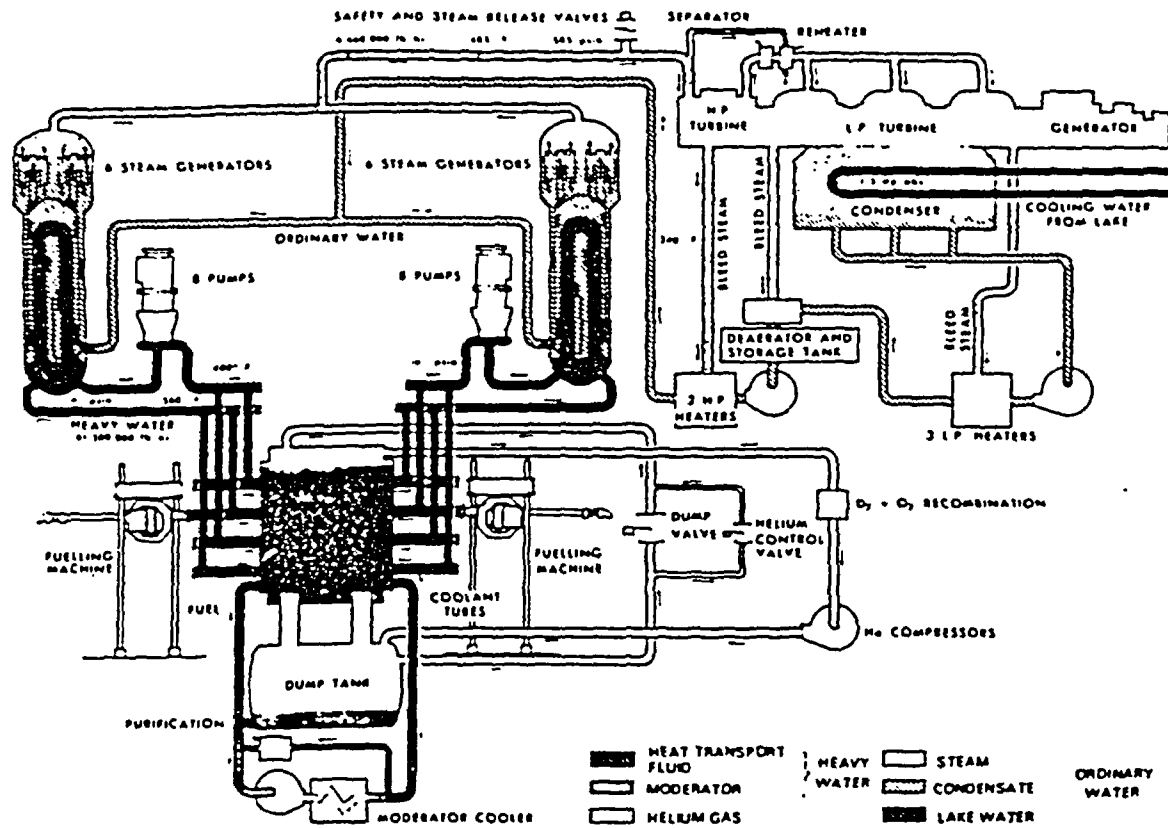 SAFETY AND STEAM RELEASE VALVES
SEPARATOR
REHEATER
H P
TURBINE
L P TURBINE
GENERATOR
6 STEAM GENERATORS
6 STEAM GENERATORS
CONDENSER
COOLING WATER
FROM LAKE
ORDINARY WATER
BLEED STEAM
BLEED STEAM
8 PUMPS
8 PUMPS
BLEED
STEAM
DEAERATOR AND
STORAGE TANK
HEAVY WATER
HEATERS
3 L P HEATERS
D2 + O2 RECOMBINATION
DUMP
VALVE
HELIUM
CONTROL
VALVE
FUELLING
MACHINE
FUELLING
MACHINE
FUEL
COOLANT
TUBES
He COMPRESSORS
DUMP TANK
PURIFICATION
MODERATOR COOLER
HEAT TRANSPORT
FLUID
MODERATOR
HELIUM GAS
HEAVY
WATER
STEAM
CONDENSATE
LAKE WATER
ORDINARY
WATER